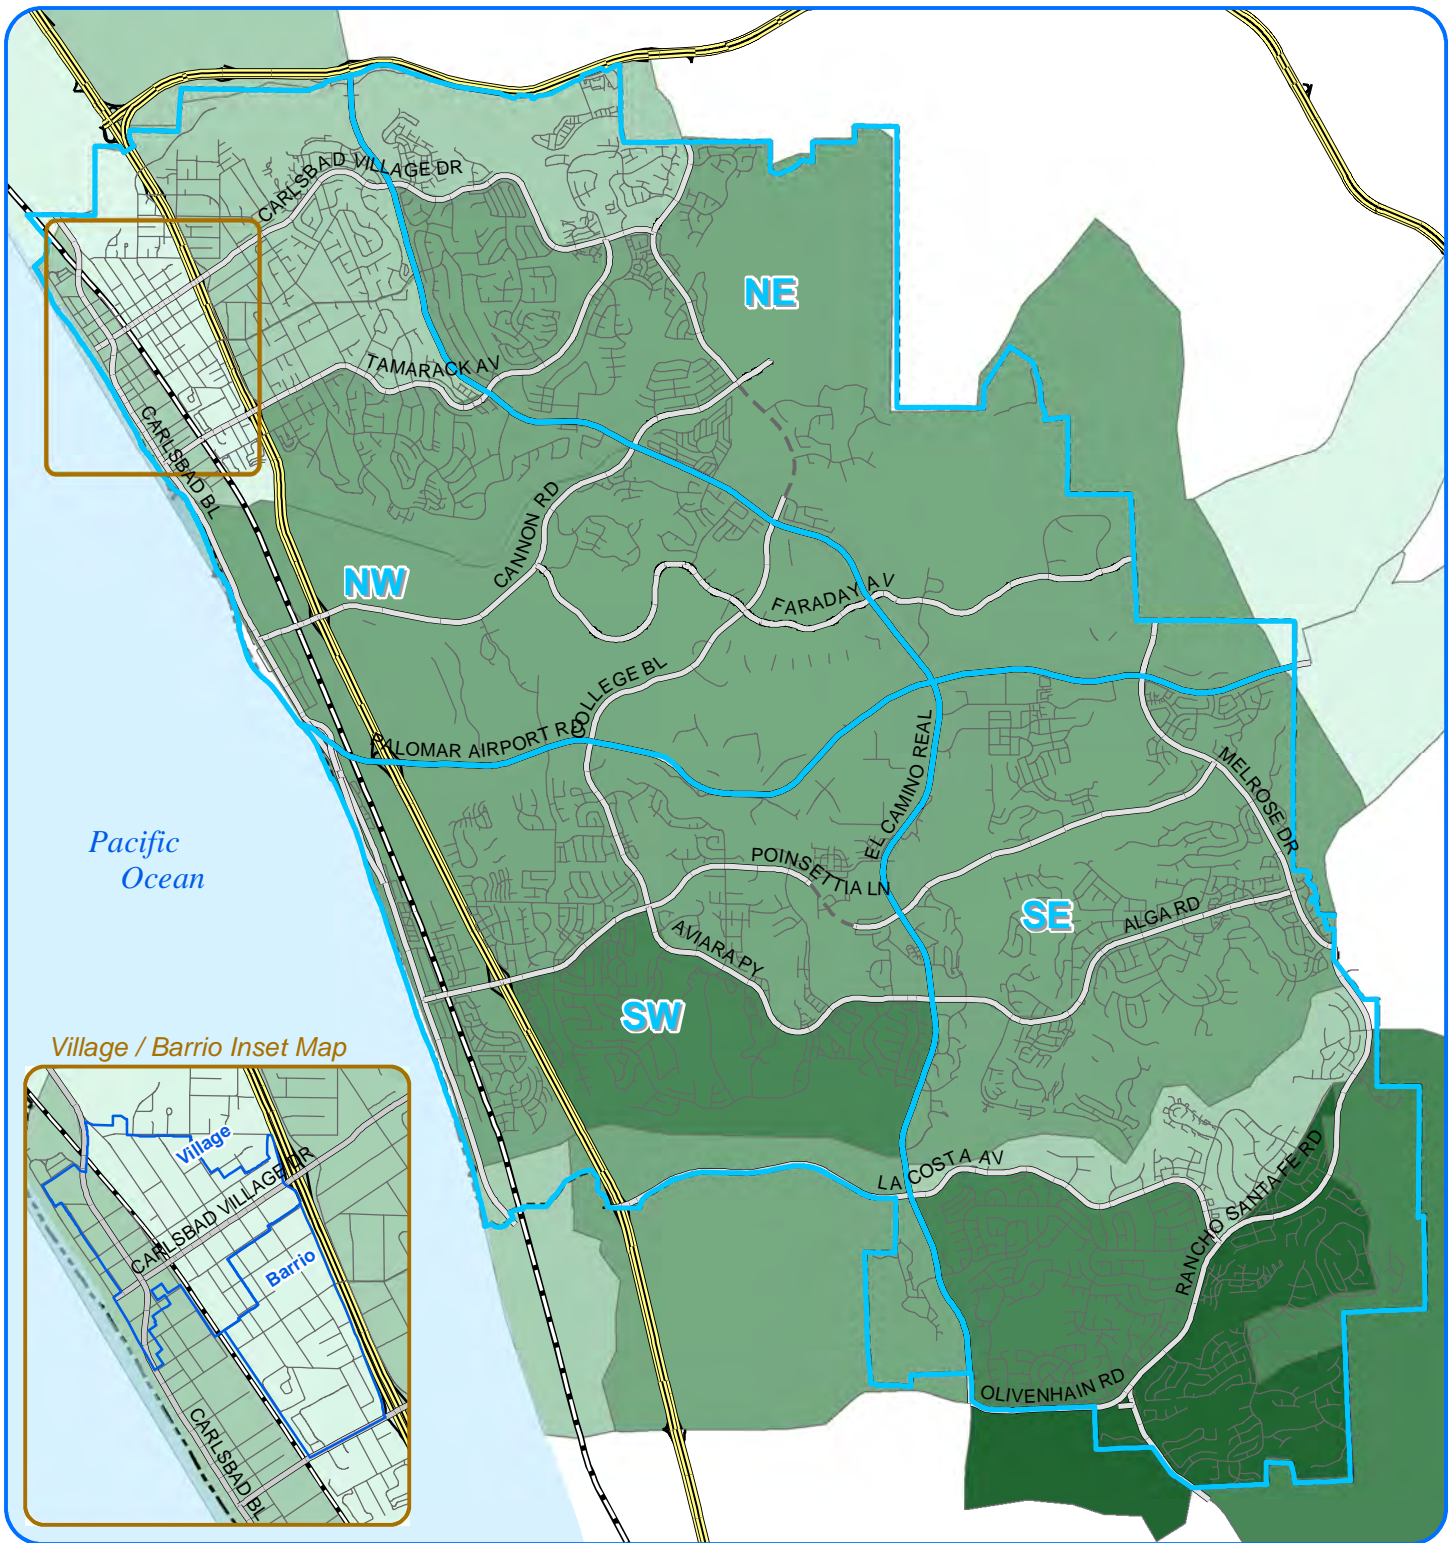 CARLSBAD VILLAGE DR
NE
TAMARACK AV
CARLSBAD BL
CANNON RD
NW
FARADAY AV
COLLEGE BL
PALOMAR AIRPORT RD
EL CAMINO REAL
MELROSE DR
Pacific
Ocean
POINSETTIA LN
SE
ALGA RD
AVIARA PY
SW
Village / Barrio Inset Map
Village
CARLSBAD VILLAGE DR
Barrio
CARLSBAD BL
LA COSTA AV
RANCHO SANTA FE RD
OLIVENHAIN RD